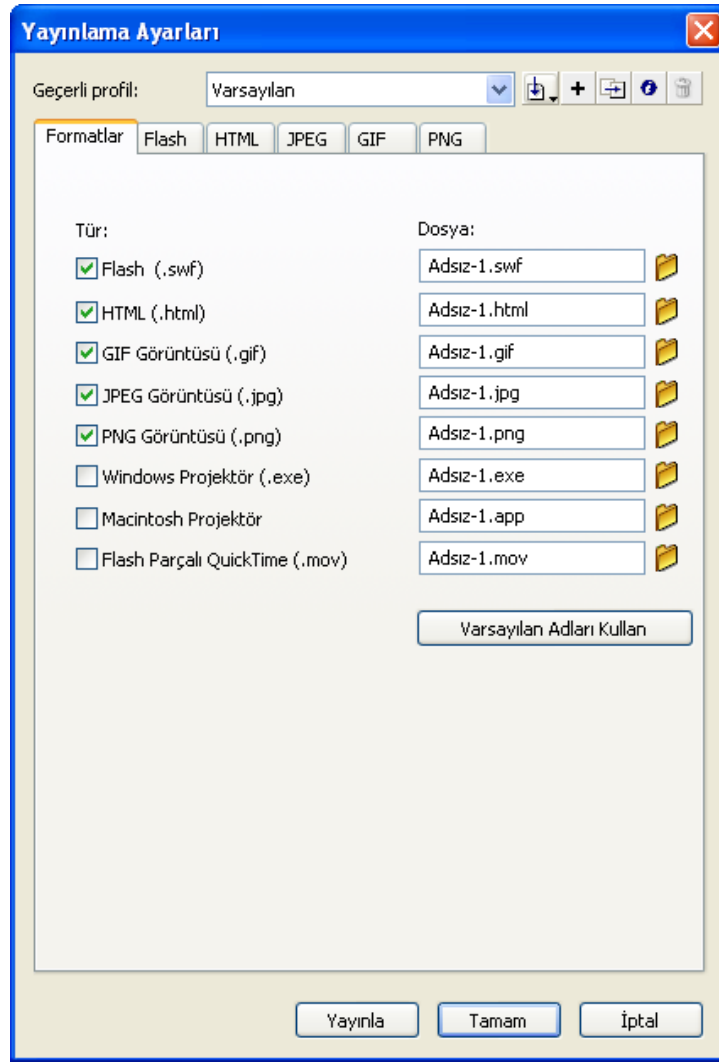 Yayınlama Ayarları
Geçerli profil: Varsayılan
Formatlar Flash HTML JPEG GIF PNG
Tür: Dosya:
Flash (.swf) Adsız-1.swf
HTML (.html) Adsız-1.html
GIF Görüntüsü (.gif) Adsız-1.gif
JPEG Görüntüsü (.jpg) Adsız-1.jpg
PNG Görüntüsü (.png) Adsız-1.png
Windows Projektör (.exe) Adsız-1.exe
Macintosh Projektör Adsız-1.app
Flash Parçalı QuickTime (.mov) Adsız-1.mov
Varsayılan Adları Kullan
Yayınla Tamam İptal